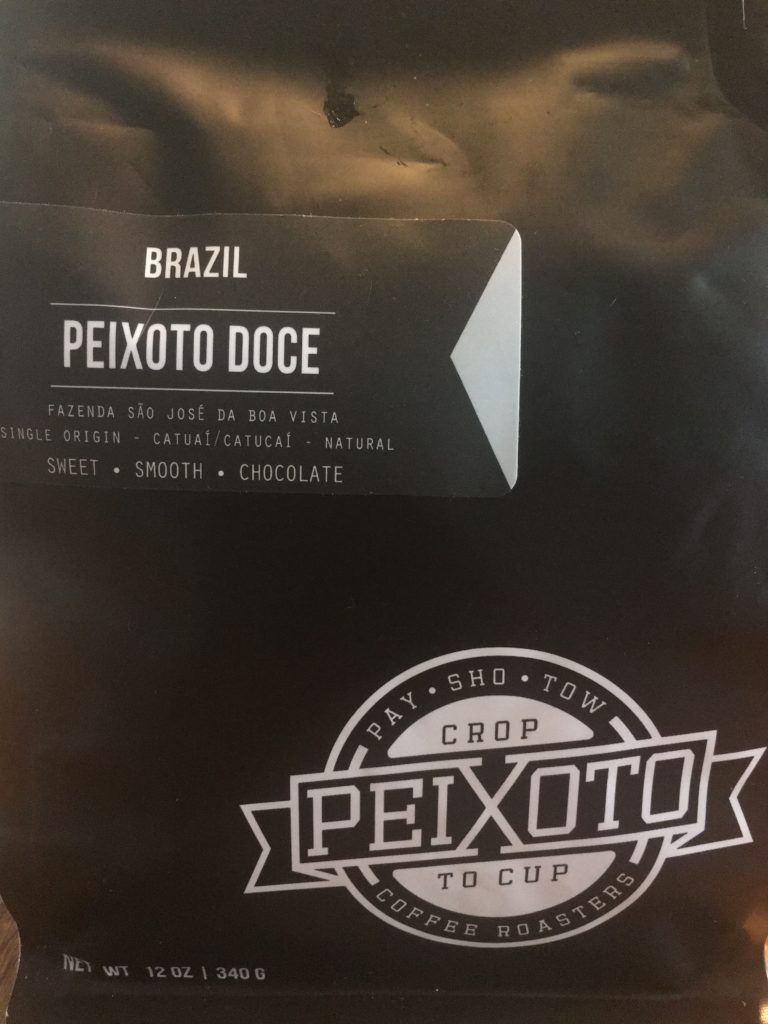 BRAZIL
PEIXOTO DOCE
FAZENDA SÃO JOSÉ DA BOA VISTA
SINGLE ORIGIN - CATUAÍ/CATUCAÍ - NATURAL
SWEET • SMOOTH • CHOCOLATE
PAY • SHO • TOW
CROP
PEIXOTO
TO CUP
COFFEE ROASTERS
NET WT 12 OZ | 340 G